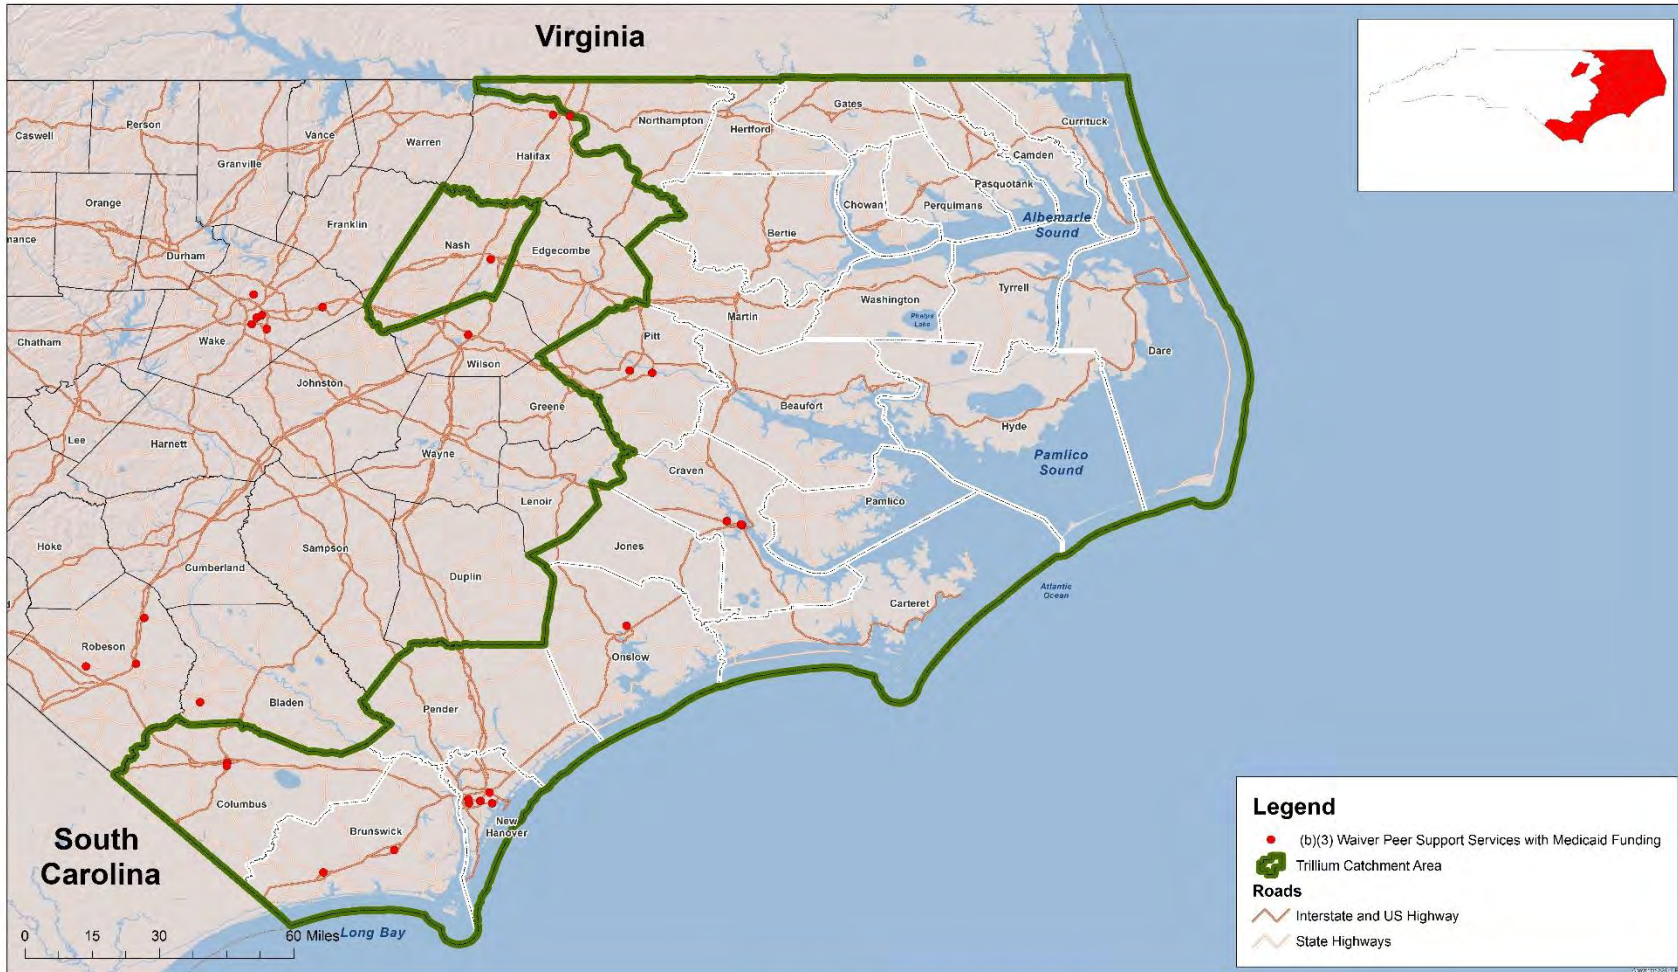 Virginia
Caswell
Person
Granville
Vance
Warren
Halifax
Northampton
Hertford
Gates
Currituck
Camden
Pasquotank
Perquimans
Chowan
Albemarle
Sound
Orange
Franklin
Nash
Edgecombe
Bertie
mance
Durham
Washington
Tyrrell
Martin
Phelps
Lake
Dare
Chatham
Wake
Wilson
Pitt
Johnston
Greene
Beaufort
Hyde
Lee
Harnett
Wayne
Craven
Pamlico
Sound
Lenoir
Pamlico
Hoke
Sampson
Jones
Cumberland
Duplin
Atlantic
Ocean
Carteret
Robeson
Onslow
Bladen
Pender
Columbus
Brunswick
New
Hanover
South
Carolina
Long Bay
0 15 30 60 Miles
Legend
(b)(3) Waiver Peer Support Services with Medicaid Funding
Trillium Catchment Area
Roads
Interstate and US Highway
State Highways